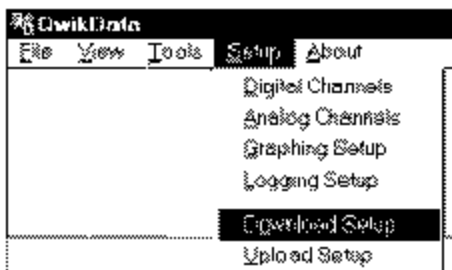 QwikData
File View Tools Setup About
Digital Channels
Analog Channels
Graphing Setup
Logging Setup
Download Setup
Upload Setup